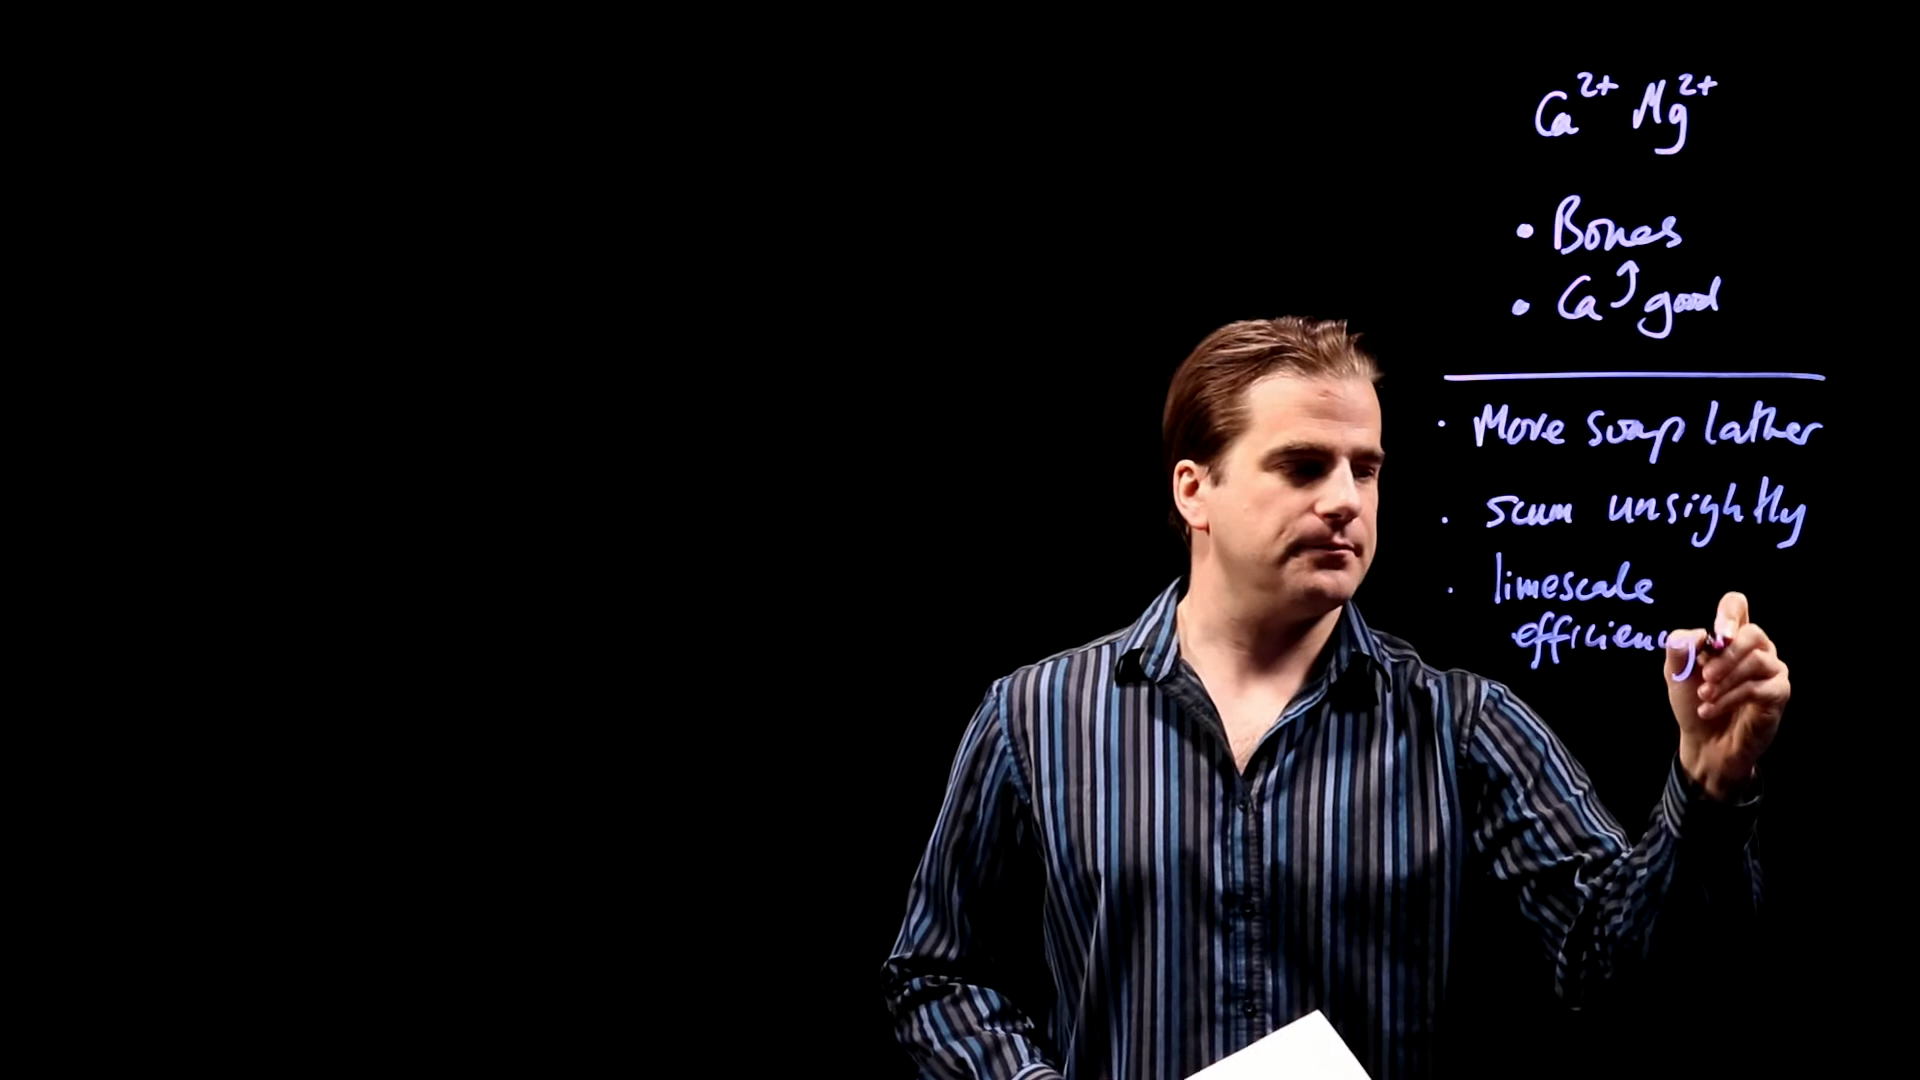 Ca²⁺ Mg²⁺
• Bones
• Ca good
• More soap lather
• scum unsightly
• limescale
efficiency